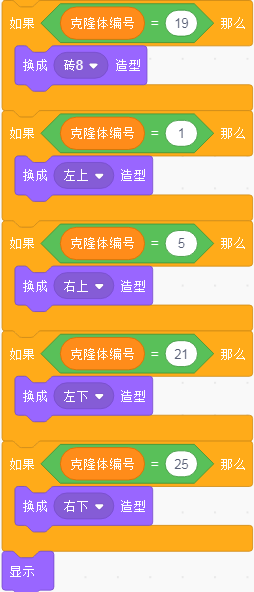 如果 克隆体编号 = 19 那么
换成 砖8 造型
如果 克隆体编号 = 1 那么
换成 左上 造型
如果 克隆体编号 = 5 那么
换成 右上 造型
如果 克隆体编号 = 21 那么
换成 左下 造型
如果 克隆体编号 = 25 那么
换成 右下 造型
显示